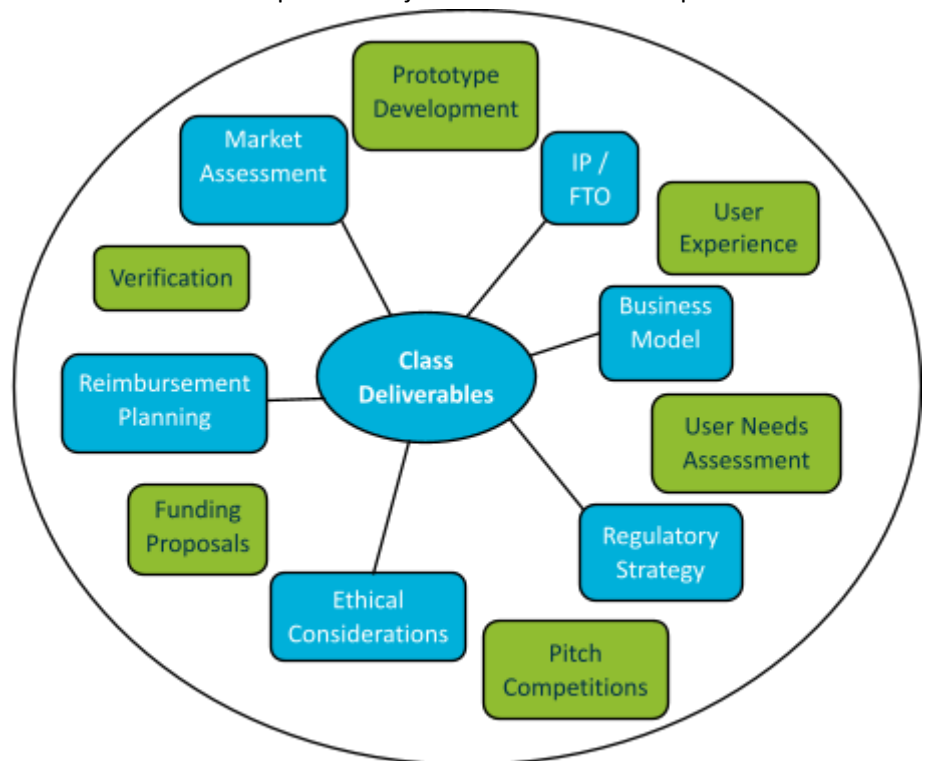 Prototype
Development
Market
Assessment
IP /
FTO
User
Experience
Verification
Business
Model
Class
Deliverables
Reimbursement
Planning
User Needs
Assessment
Funding
Proposals
Regulatory
Strategy
Ethical
Considerations
Pitch
Competitions